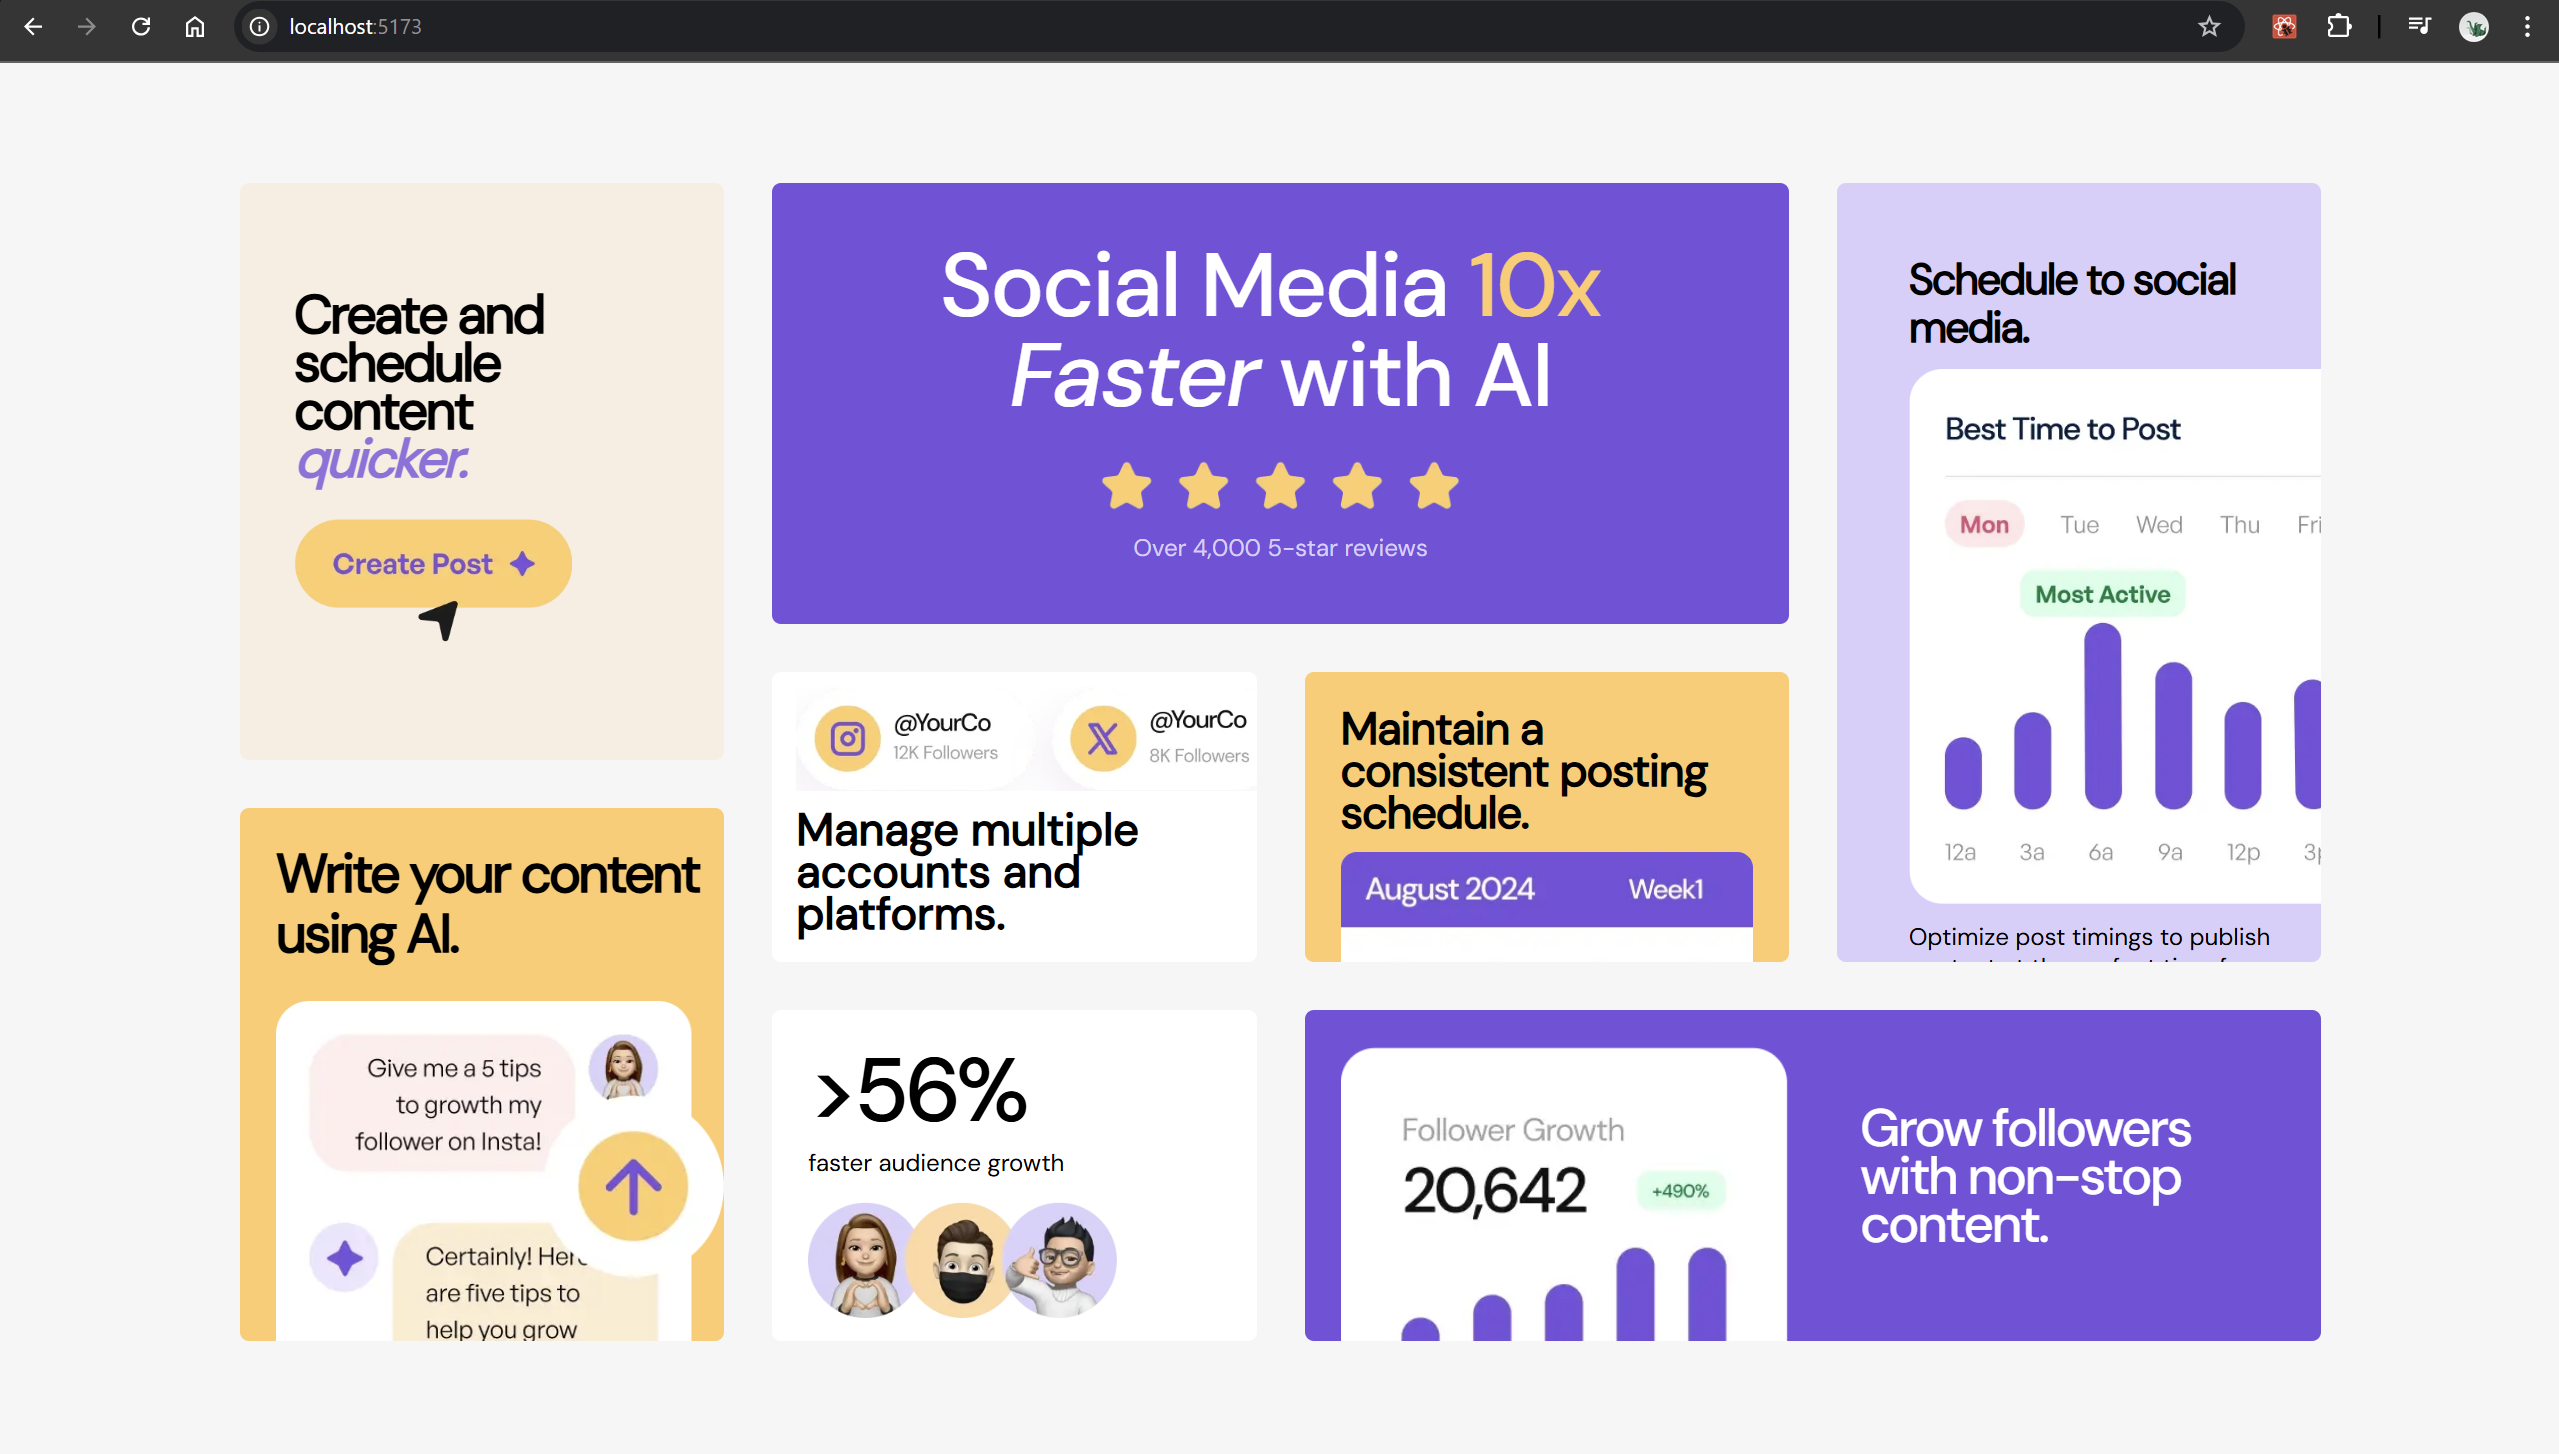 localhost:5173
Create and
schedule
content
quicker.
Create Post
Social Media 10x
Faster with AI
Over 4,000 5-star reviews
Schedule to social
media.
Best Time to Post
Mon Tue Wed Thu Fri
Most Active
12a 3a 6a 9a 12p
Optimize post timings to publish
@YourCo
12K Followers
@YourCo
8K Followers
Manage multiple
accounts and
platforms.
Maintain a
consistent posting
schedule.
August 2024 Week1
Write your content
using AI.
Give me a 5 tips
to growth my
follower on Insta!
Certainly! Here
are five tips to
help you grow
>56%
faster audience growth
Follower Growth
20,642
+490%
Grow followers
with non-stop
content.